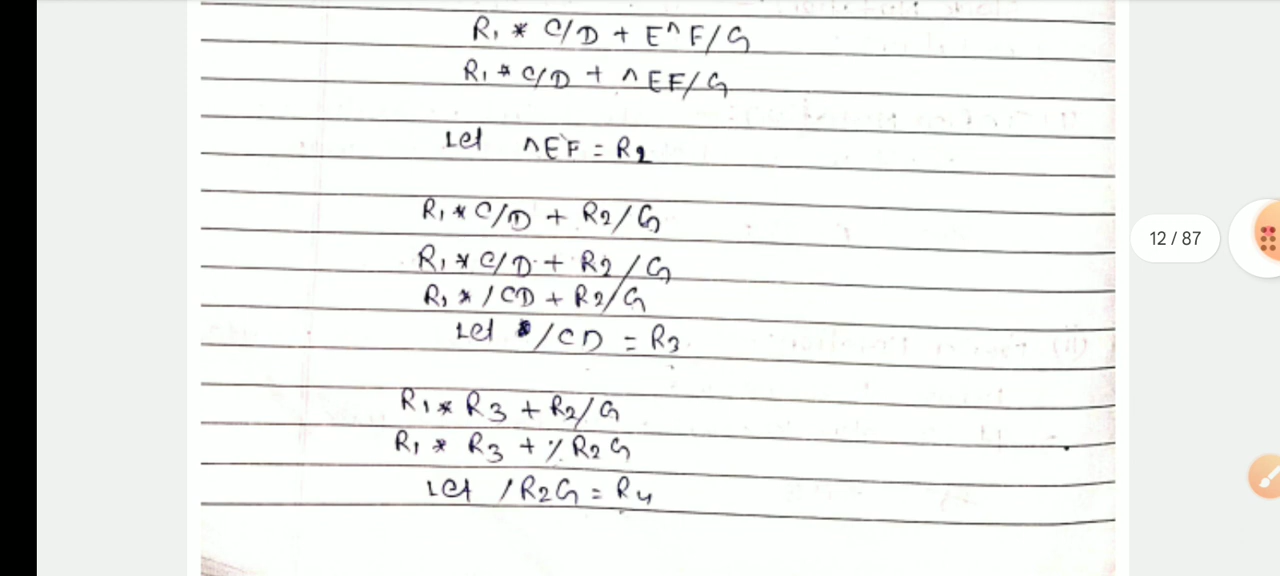 R1 * C/D + E^F/G
R1 * C/D + ^EF/G
Let ^EF = R2
R1 * C/D + R2/G
R1 * C/D + R2/G
R1 * /CD + R2/G
Let /CD = R3
R1 * R3 + R2/G
R1 * R3 + / R2G
Let /R2G = R4
12 / 87